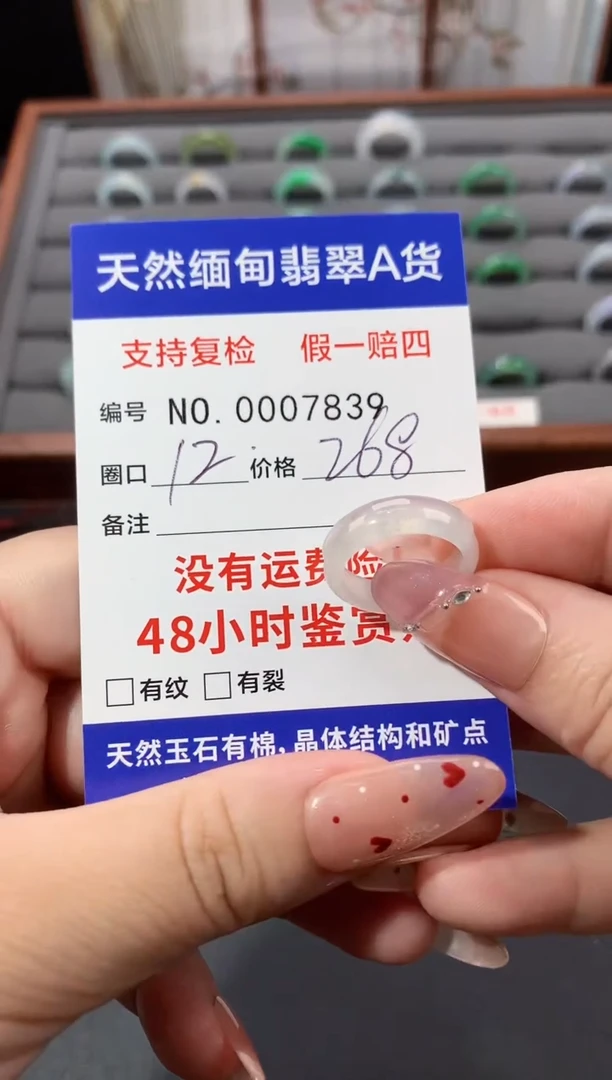 天然缅甸翡翠A货
支持复检 假一赔四
编号 NO.0007839
圈口 12 价格 268
备注
没有运费险
48小时鉴赏
□有纹 □有裂
天然玉石有棉,晶体结构和矿点